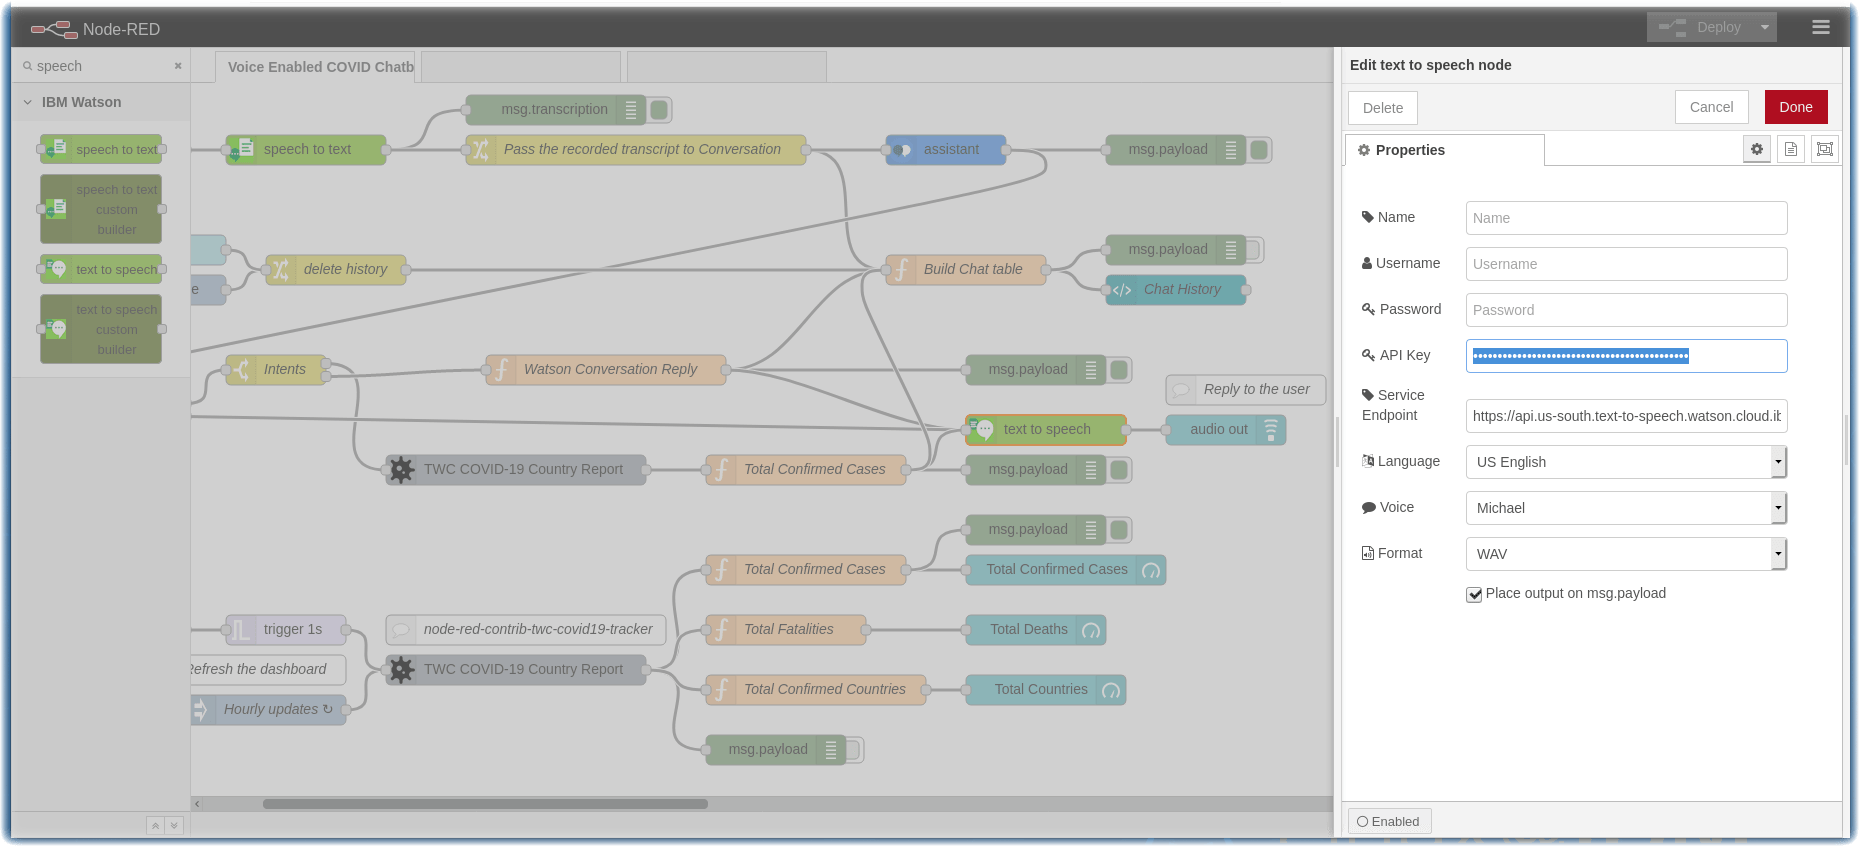 Node-RED
Deploy
speech
Voice Enabled COVID Chatb
IBM Watson
speech to text
speech to text
custom
builder
text to speech
text to speech
custom
builder
msg.transcription
speech to text
Pass the recorded transcript to Conversation
assistant
msg.payload
delete history
Build Chat table
msg.payload
e
Chat History
Intents
Watson Conversation Reply
msg.payload
Reply to the user
text to speech
audio out
TWC COVID-19 Country Report
Total Confirmed Cases
msg.payload
msg.payload
Total Confirmed Cases
Total Confirmed Cases
trigger 1s
node-red-contrib-twc-covid19-tracker
Total Fatalities
Total Deaths
Refresh the dashboard
TWC COVID-19 Country Report
Total Confirmed Countries
Total Countries
Hourly updates ↻
msg.payload
Edit text to speech node
Delete
Cancel
Done
Properties
Name
Name
Username
Username
Password
Password
API Key
Service
Endpoint
https://api.us-south.text-to-speech.watson.cloud.ib
Language
US English
Voice
Michael
Format
WAV
Place output on msg.payload
Enabled